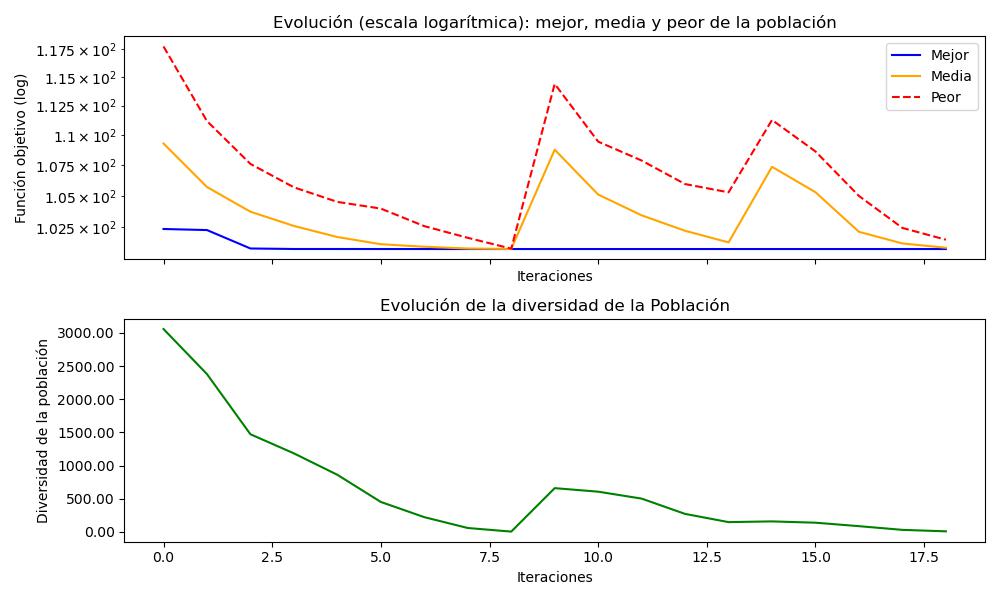 Evolución (escala logarítmica): mejor, media y peor de la población
Función objetivo (log)
1.175 × 10²
1.15 × 10²
1.125 × 10²
1.1 × 10²
1.075 × 10²
1.05 × 10²
1.025 × 10²
Mejor
Media
Peor
Iteraciones
Evolución de la diversidad de la Población
Diversidad de la población
3000.00
2500.00
2000.00
1500.00
1000.00
500.00
0.00
0.0 2.5 5.0 7.5 10.0 12.5 15.0 17.5
Iteraciones